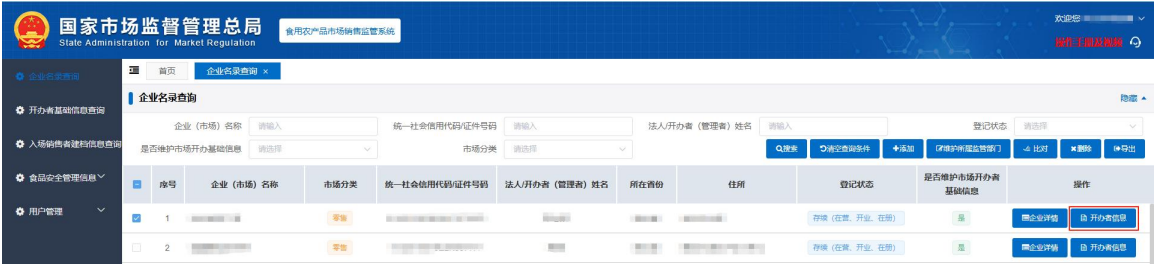 国家市场监督管理总局
State Administration for Market Regulation
食用农产品市场销售监管系统
欢迎您
操作手册及视频
企业名录查询
开办者基础信息查询
入场销售者建档信息查询
食品安全管理信息
用户管理
首页 企业名录查询 ×
企业名录查询 隐藏
企业（市场）名称 请输入 统一社会信用代码/证件号码 请输入 法人/开办者（管理者）姓名 请输入 登记状态 请选择
是否维护市场开办基础信息 请选择 市场分类 请选择 搜索 清空查询条件 +添加 维护所属监管部门 比对 ×删除 导出
序号 企业（市场）名称 市场分类 统一社会信用代码/证件号码 法人/开办者（管理者）姓名 所在省份 住所 登记状态 是否维护市场开办者基础信息 操作
1 零售 存续（在营、开业、在册） 是 企业详情 开办者信息
2 零售 存续（在营、开业、在册） 是 企业详情 开办者信息